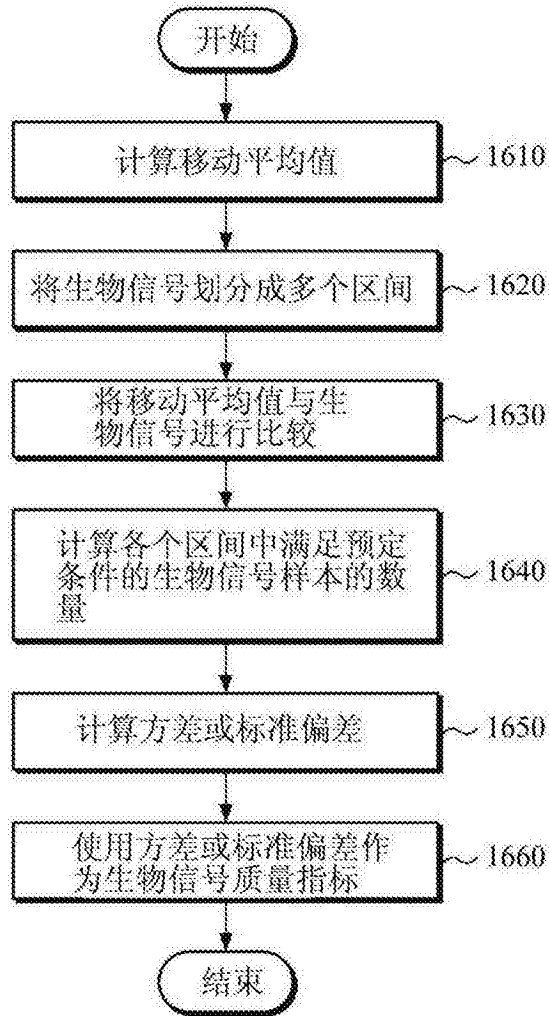 开始
计算移动平均值
1610
将生物信号划分成多个区间
1620
将移动平均值与生
物信号进行比较
1630
计算各个区间中满足预定
条件的生物信号样本的数
量
1640
计算方差或标准偏差
1650
使用方差或标准偏差作
为生物信号质量指标
1660
结束